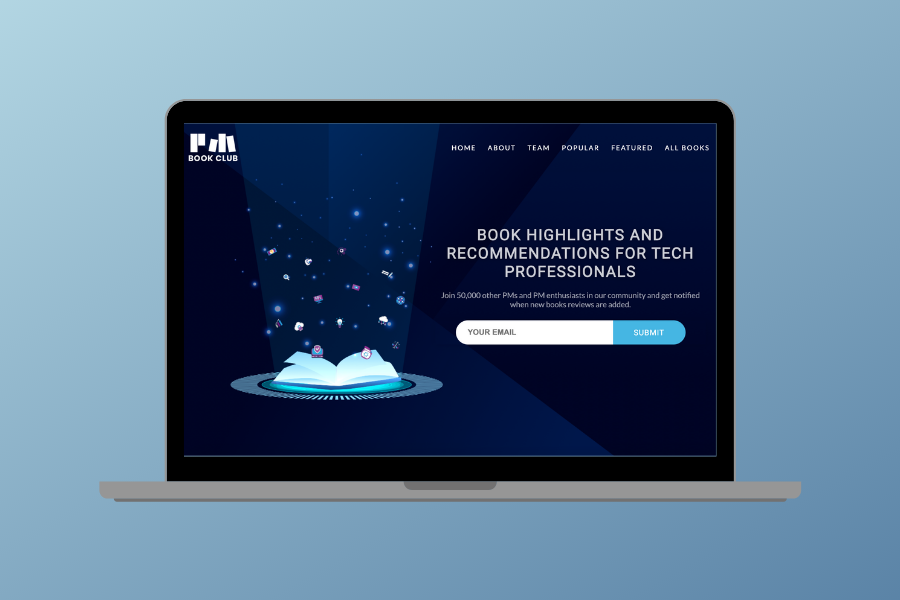 PM
BOOK CLUB
HOME ABOUT TEAM POPULAR FEATURED ALL BOOKS
BOOK HIGHLIGHTS AND
RECOMMENDATIONS FOR TECH
PROFESSIONALS
Join 50,000 other PMs and PM enthusiasts in our community and get notified
when new books reviews are added.
YOUR EMAIL SUBMIT